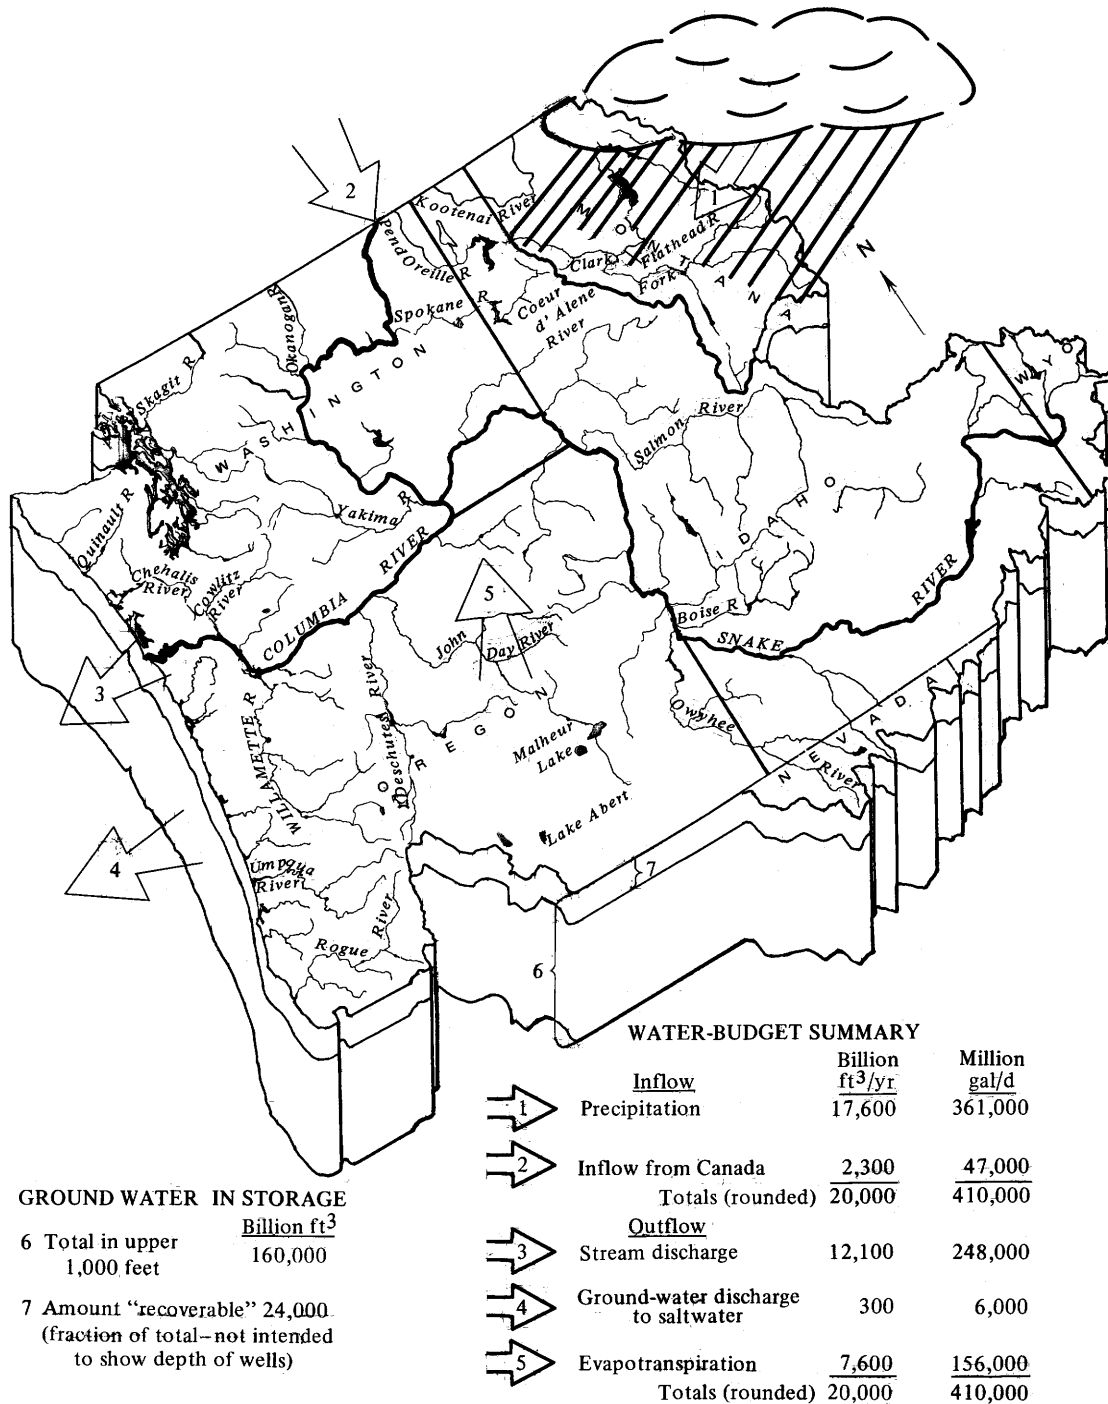 2
1
N
Kootenai River
Pend Oreille R
MONTANA
Flathead R
Clark Fork
Spokane R
Coeur
d'Alene
River
Okanogan R
Skagit R
WASHINGTON
WYO
Salmon River
IDAHO
Quinault R
Yakima R
Chehalis
River
Cowlitz
River
COLUMBIA RIVER
5
John Day River
Boise R
SNAKE RIVER
3
WILLAMETTE R
Deschutes River
OREGON
Malheur
Lake
Owyhee River
NEVADA
Lake Abert
4
Umpqua
River
Rogue River
7
6
WATER-BUDGET SUMMARY
Billion Million
Inflow ft3/yr gal/d
1 Precipitation 17,600 361,000
2 Inflow from Canada 2,300 47,000
Totals (rounded) 20,000 410,000
Outflow
3 Stream discharge 12,100 248,000
4 Ground-water discharge
to saltwater 300 6,000
5 Evapotranspiration 7,600 156,000
Totals (rounded) 20,000 410,000
GROUND WATER IN STORAGE
Billion ft3
6 Total in upper 160,000
1,000 feet
7 Amount "recoverable" 24,000
(fraction of total–not intended
to show depth of wells)